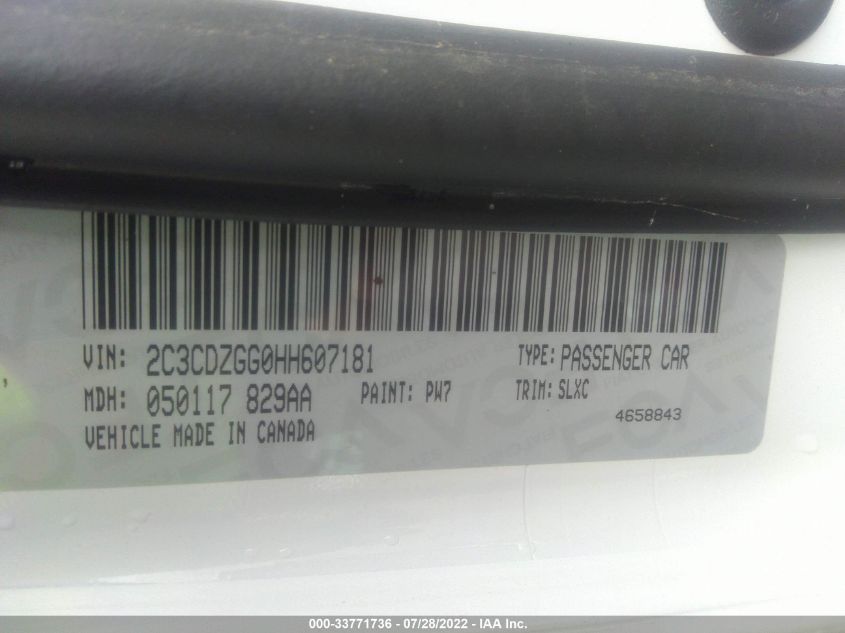 VIN: 2C3CDZGG0HH607181 TYPE: PASSENGER CAR
MDH: 050117 829AA PAINT: PW7 TRIM: SLXC
4658843
VEHICLE MADE IN CANADA
000-33771736 - 07/28/2022 - IAA Inc.